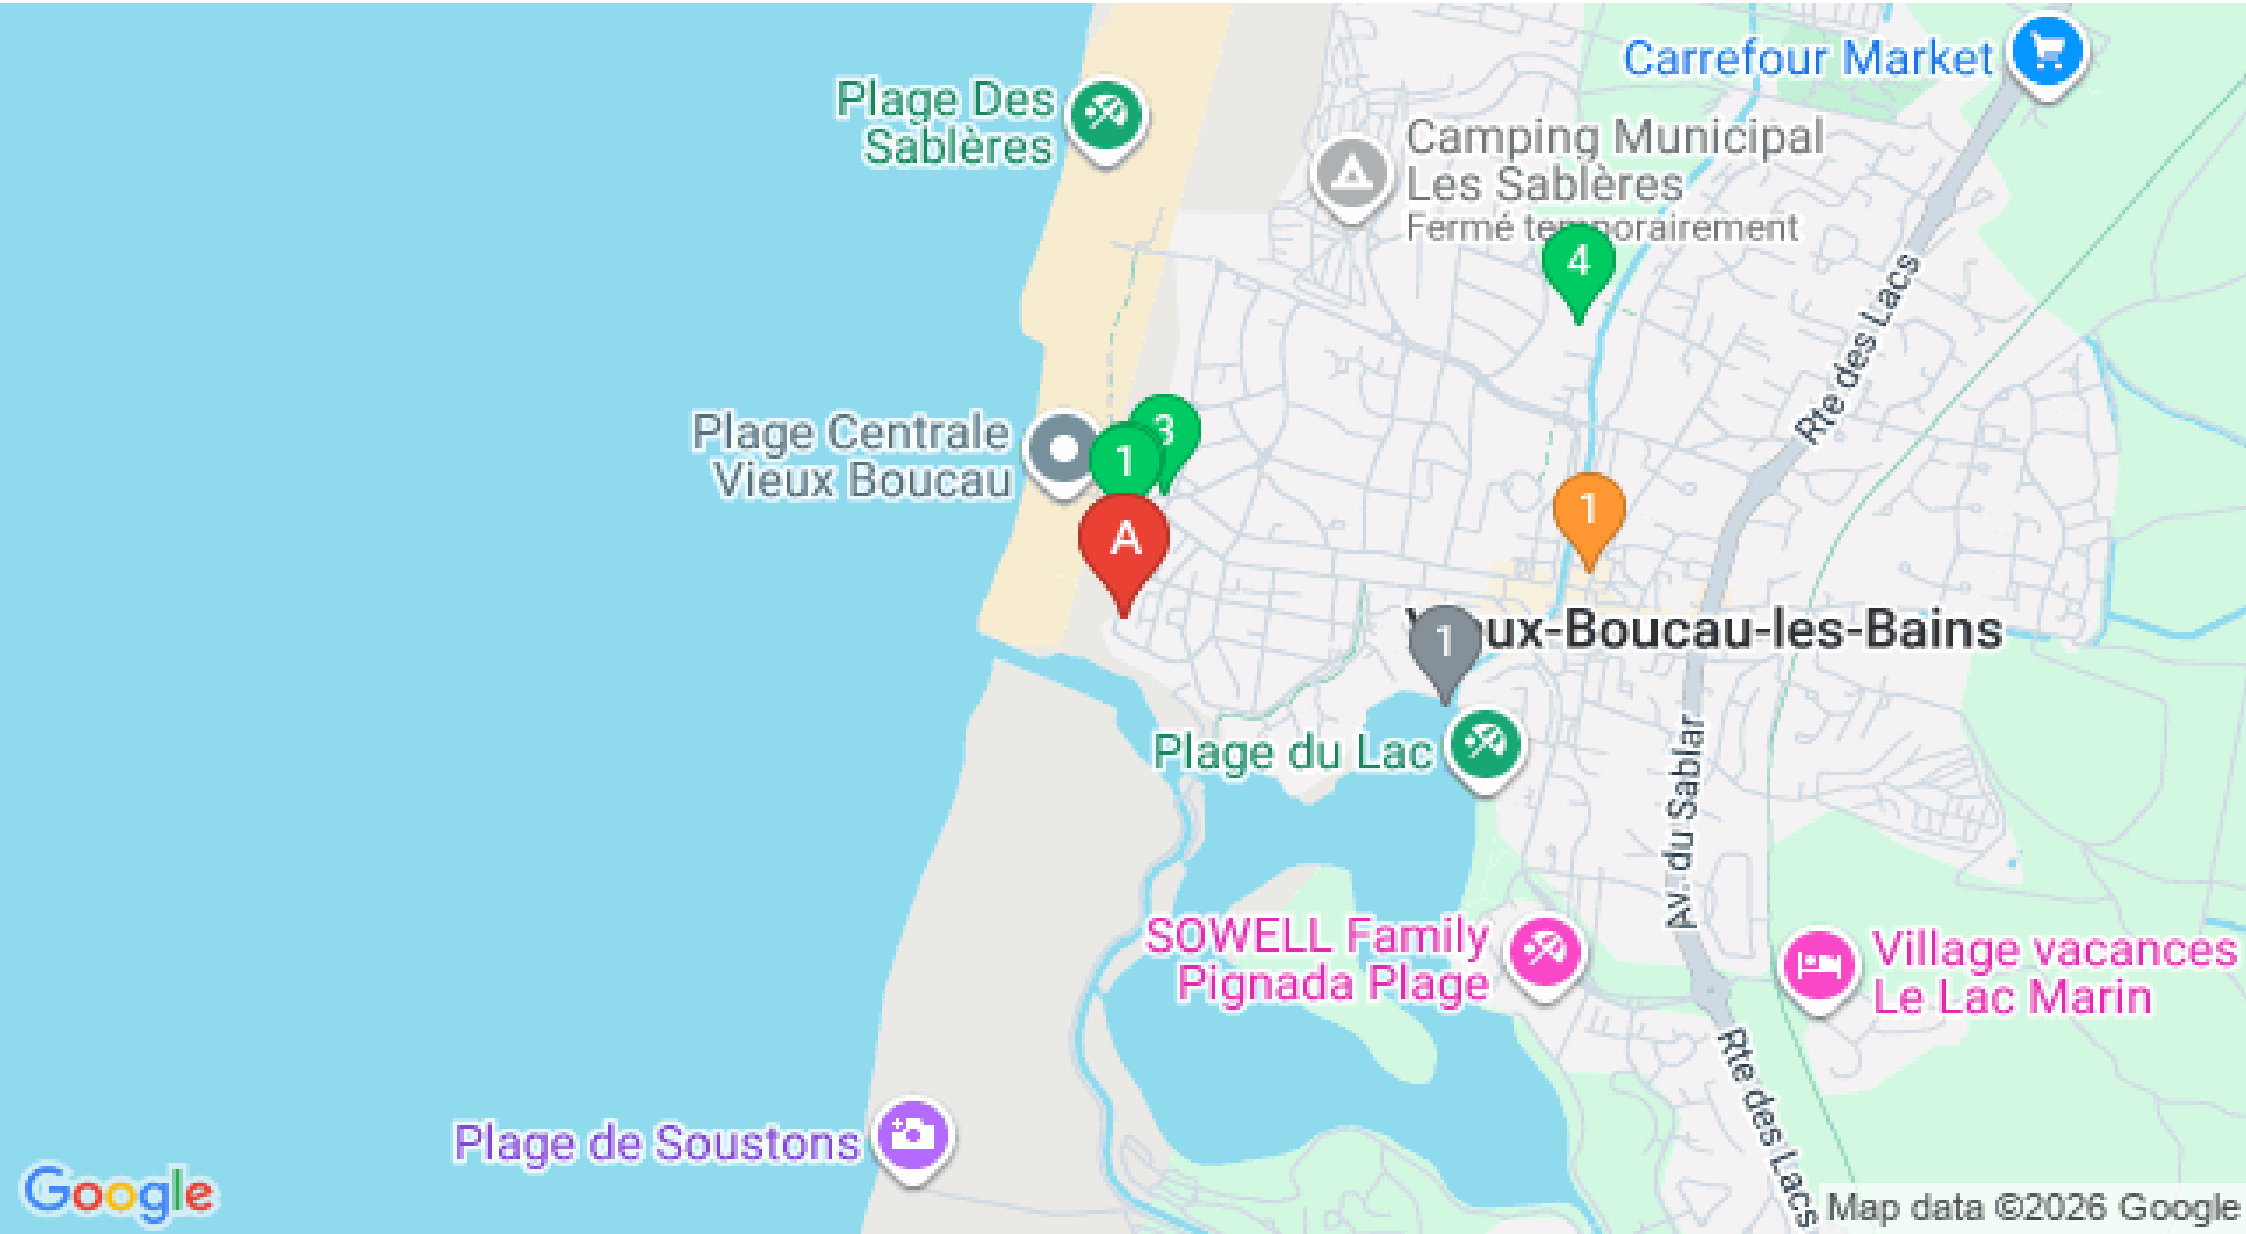 Carrefour Market
Plage Des
Sablères
Camping Municipal
Les Sablères
Fermé temporairement
4
Rte des Lacs
Plage Centrale
Vieux Boucau
3
1
A
1
1
ux-Boucau-les-Bains
Plage du Lac
Av. du Sablar
SOWELL Family
Pignada Plage
Village vacances
Le Lac Marin
Rte des Lacs
Plage de Soustons
Google
Map data ©2026 Google